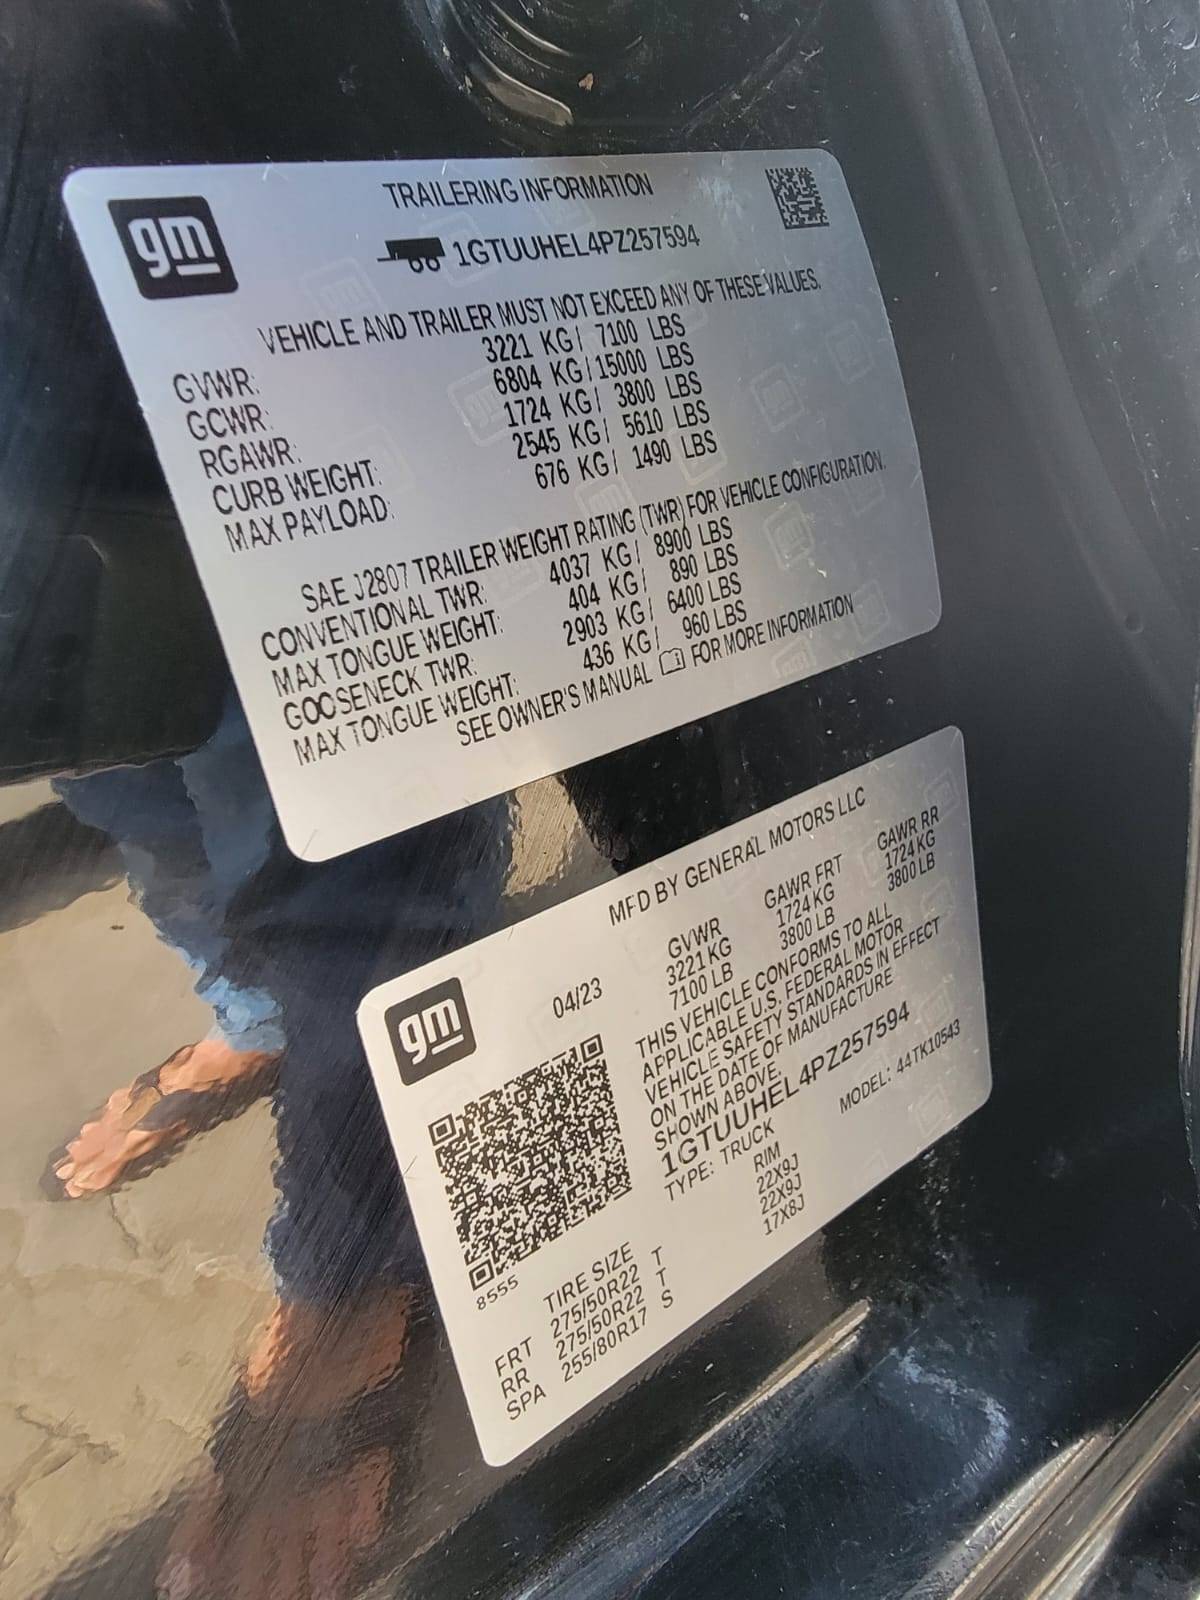 gm
TRAILERING INFORMATION
1GTUUHEL4PZ257594
VEHICLE AND TRAILER MUST NOT EXCEED ANY OF THESE VALUES.
GVWR: 3221 KG/ 7100 LBS
GCWR: 6804 KG/ 15000 LBS
RGAWR: 1724 KG/ 3800 LBS
CURB WEIGHT: 2545 KG/ 5610 LBS
MAX PAYLOAD: 676 KG/ 1490 LBS
SAE J2807 TRAILER WEIGHT RATING (TWR) FOR VEHICLE CONFIGURATION.
CONVENTIONAL TWR: 4037 KG/ 8900 LBS
MAX TONGUE WEIGHT: 404 KG/ 890 LBS
GOOSENECK TWR: 2903 KG/ 6400 LBS
MAX TONGUE WEIGHT: 436 KG/ 960 LBS
SEE OWNER'S MANUAL FOR MORE INFORMATION
gm
MFD BY GENERAL MOTORS LLC
04/23
GVWR GAWR FRT GAWR RR
3221 KG 1724 KG 1724 KG
7100 LB 3800 LB 3800 LB
THIS VEHICLE CONFORMS TO ALL
APPLICABLE U.S. FEDERAL MOTOR
VEHICLE SAFETY STANDARDS IN EFFECT
ON THE DATE OF MANUFACTURE
SHOWN ABOVE.
1GTUUHEL4PZ257594
TYPE: TRUCK MODEL: 44TK10543
8555
TIRE SIZE RIM
FRT 275/50R22 T 22X9J
RR 275/50R22 T 22X9J
SPA 255/80R17 S 17X8J